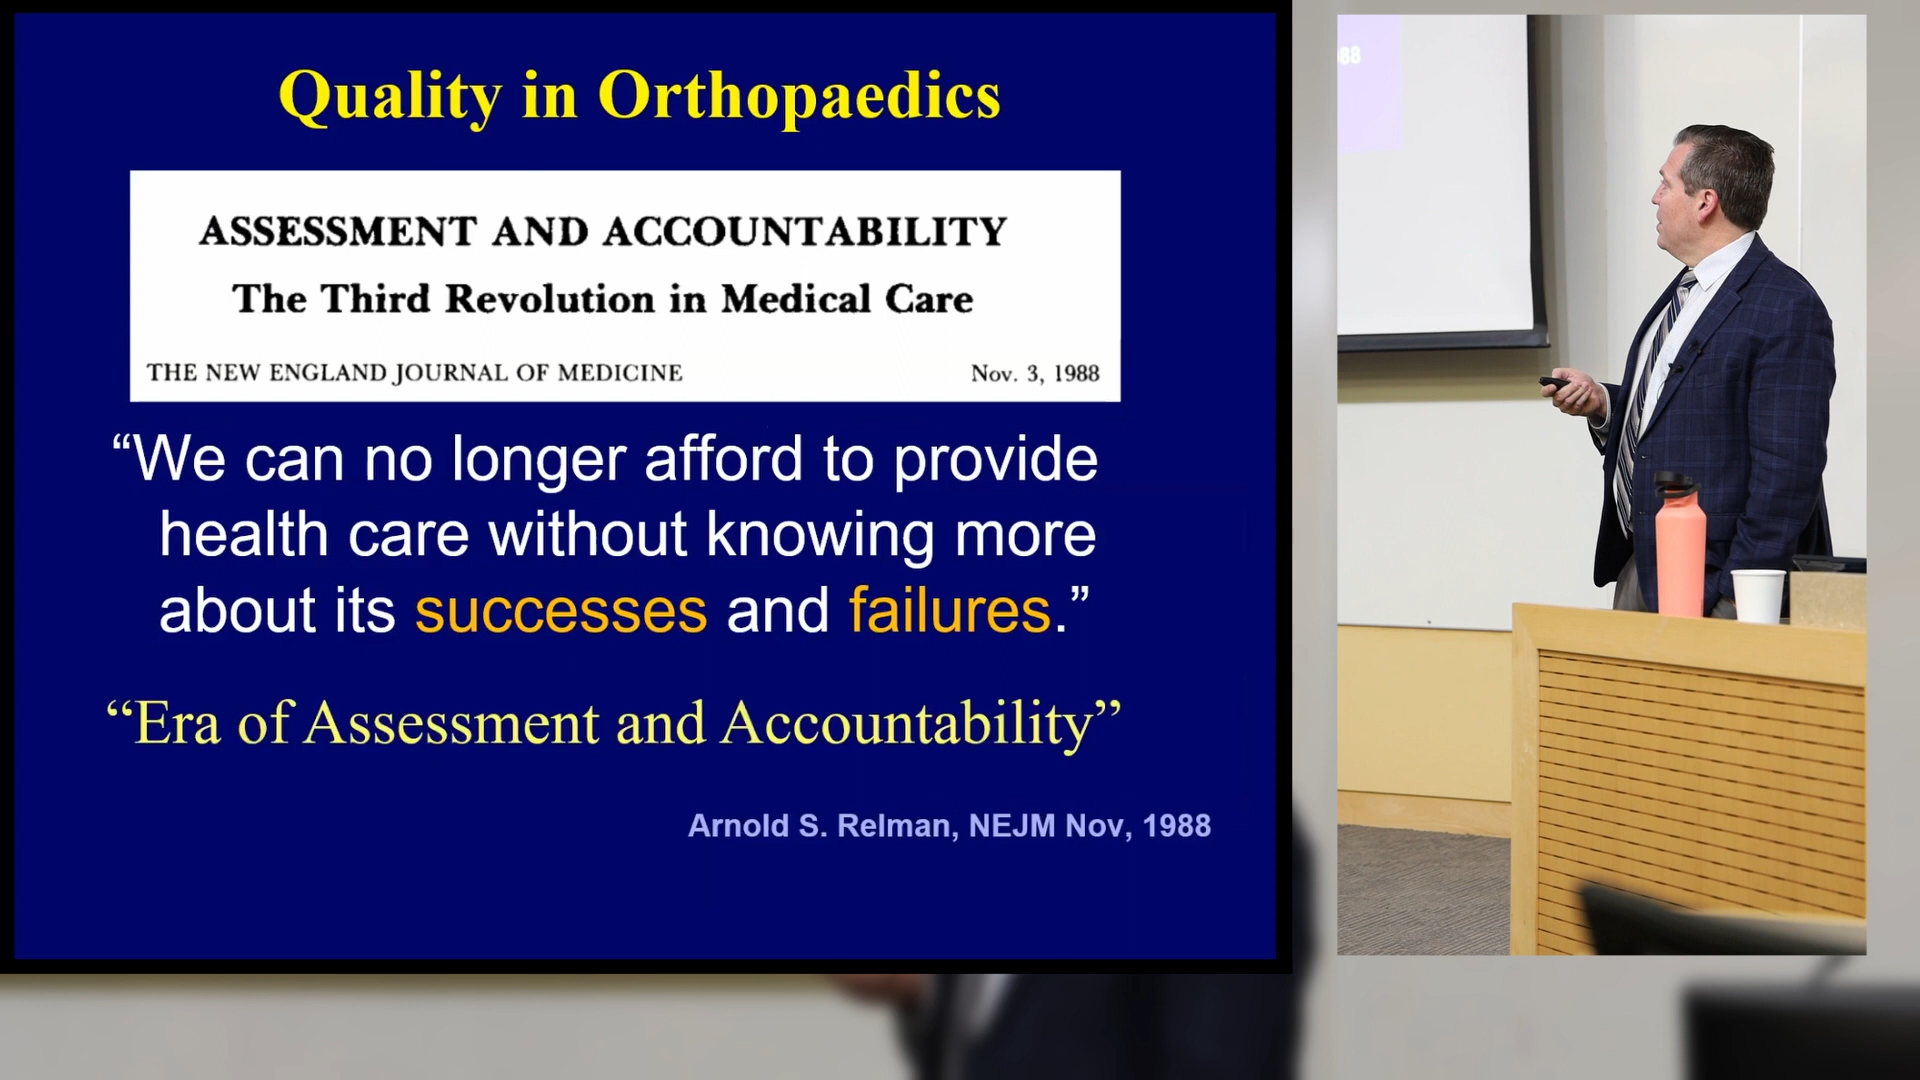 Quality in Orthopaedics
ASSESSMENT AND ACCOUNTABILITY
The Third Revolution in Medical Care
THE NEW ENGLAND JOURNAL OF MEDICINE Nov. 3, 1988
“We can no longer afford to provide
health care without knowing more
about its successes and failures.”
“Era of Assessment and Accountability”
Arnold S. Relman, NEJM Nov, 1988
88